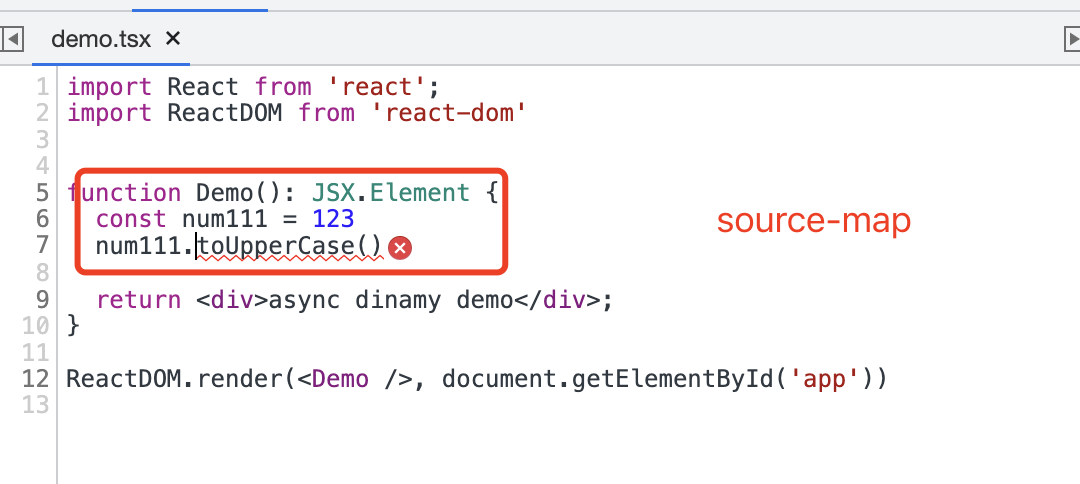 demo.tsx ×
1 import React from 'react';
2 import ReactDOM from 'react-dom'
3
4
5 function Demo(): JSX.Element {
6   const num111 = 123
7   num111.toUpperCase()
8
9   return <div>async dinamy demo</div>;
10 }
11
12 ReactDOM.render(<Demo />, document.getElementById('app'))
13
source-map